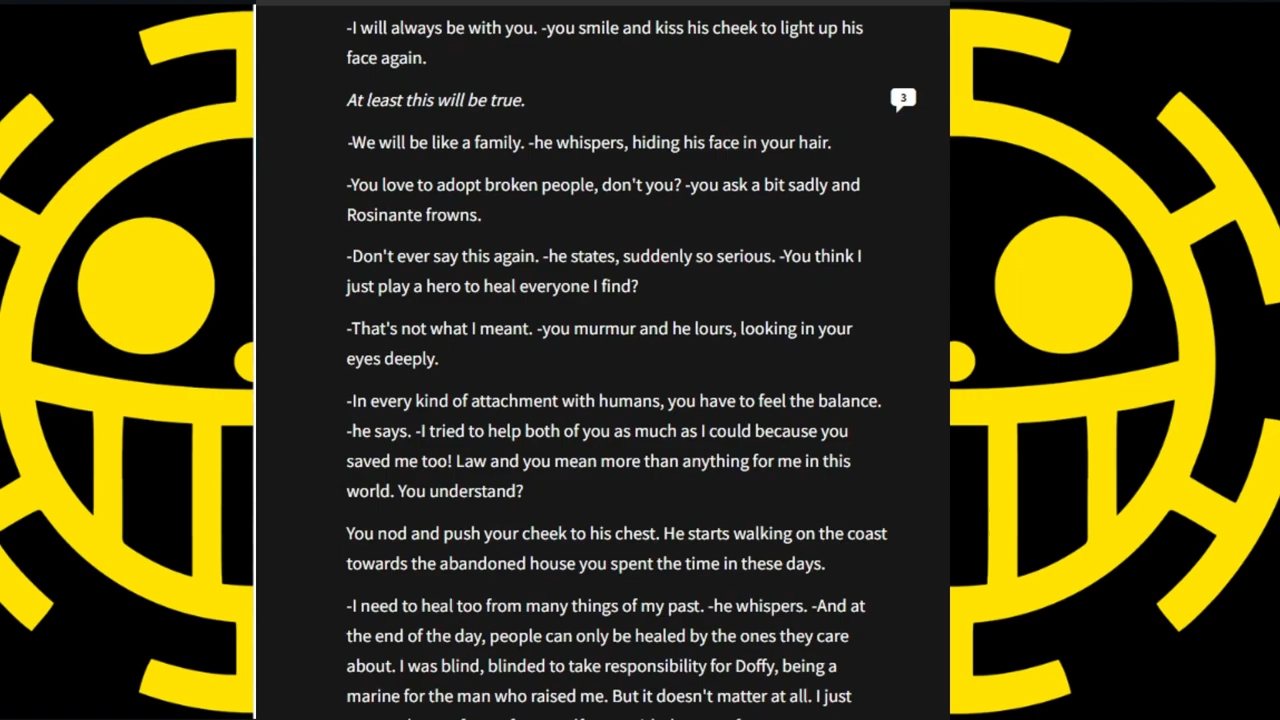 -I will always be with you. -you smile and kiss his cheek to light up his
face again.
At least this will be true.
3
-We will be like a family. -he whispers, hiding his face in your hair.
-You love to adopt broken people, don't you? -you ask a bit sadly and
Rosinante frowns.
-Don't ever say this again. -he states, suddenly so serious. -You think I
just play a hero to heal everyone I find?
-That's not what I meant. -you murmur and he lours, looking in your
eyes deeply.
-In every kind of attachment with humans, you have to feel the balance.
-he says. -I tried to help both of you as much as I could because you
saved me too! Law and you mean more than anything for me in this
world. You understand?
You nod and push your cheek to his chest. He starts walking on the coast
towards the abandoned house you spent the time in these days.
-I need to heal too from many things of my past. -he whispers. -And at
the end of the day, people can only be healed by the ones they care
about. I was blind, blinded to take responsibility for Doffy, being a
marine for the man who raised me. But it doesn't matter at all. I just